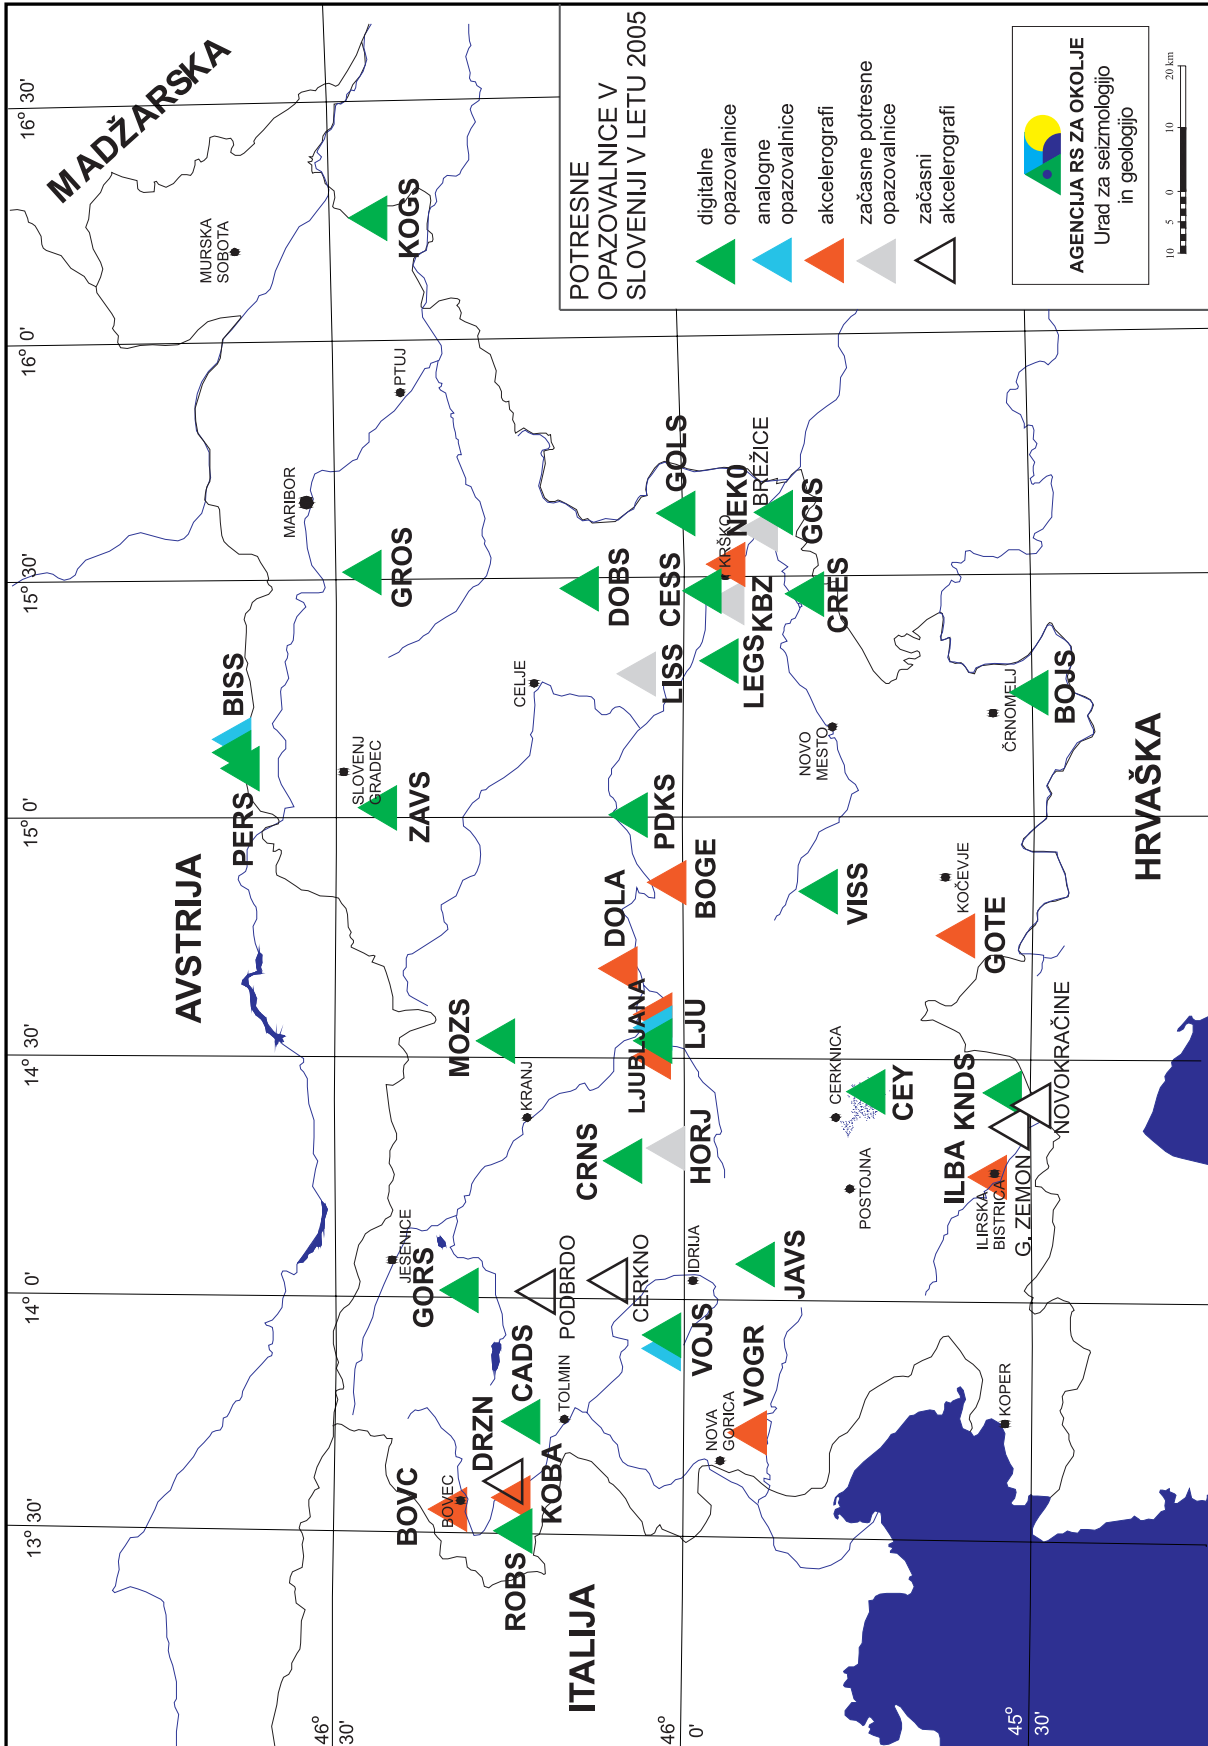 13° 30'
14° 0'
14° 30'
15° 0'
15° 30'
16° 0'
16° 30'
46°
30'
46°
0'
45°
30'
MADŽARSKA
AVSTRIJA
ITALIJA
HRVAŠKA
MURSKA
SOBOTA
KOGS
PTUJ
MARIBOR
GROS
BISS
PERS
SLOVENJ
GRADEC
ZAVS
CELJE
DOBS
GOLS
CESS
NEKO
KRŠKO
BREŽICE
GCIS
KBZ
CRES
LISS
LEGS
NOVO
MESTO
ČRNOMELJ
BOJS
PDKS
BOGE
DOLA
VISS
KOČEVJE
GOTE
MOZS
KRANJ
LJUBLJANA
LJU
CERKNICA
CEY
KNDS
NOVOKRAČINE
CRNS
HORJ
POSTOJNA
ILBA
ILIRSKA
BISTRICA
G. ZEMON
JESENICE
GORS
PODBRDO
CERKNO
IDRIJA
JAVS
VOJS
CADS
TOLMIN
DRZN
KOBA
BOVC
BOVEC
ROBS
NOVA
GORICA
VOGR
KOPER
POTRESNE
OPAZOVALNICE V
SLOVENIJI V LETU 2005
digitalne
opazovalnice
analogne
opazovalnice
akcelerografi
začasne potresne
opazovalnice
začasni
akcelerografi
AGENCIJA RS ZA OKOLJE
Urad za seizmologijo
in geologijo
10 5 0 10 20 km